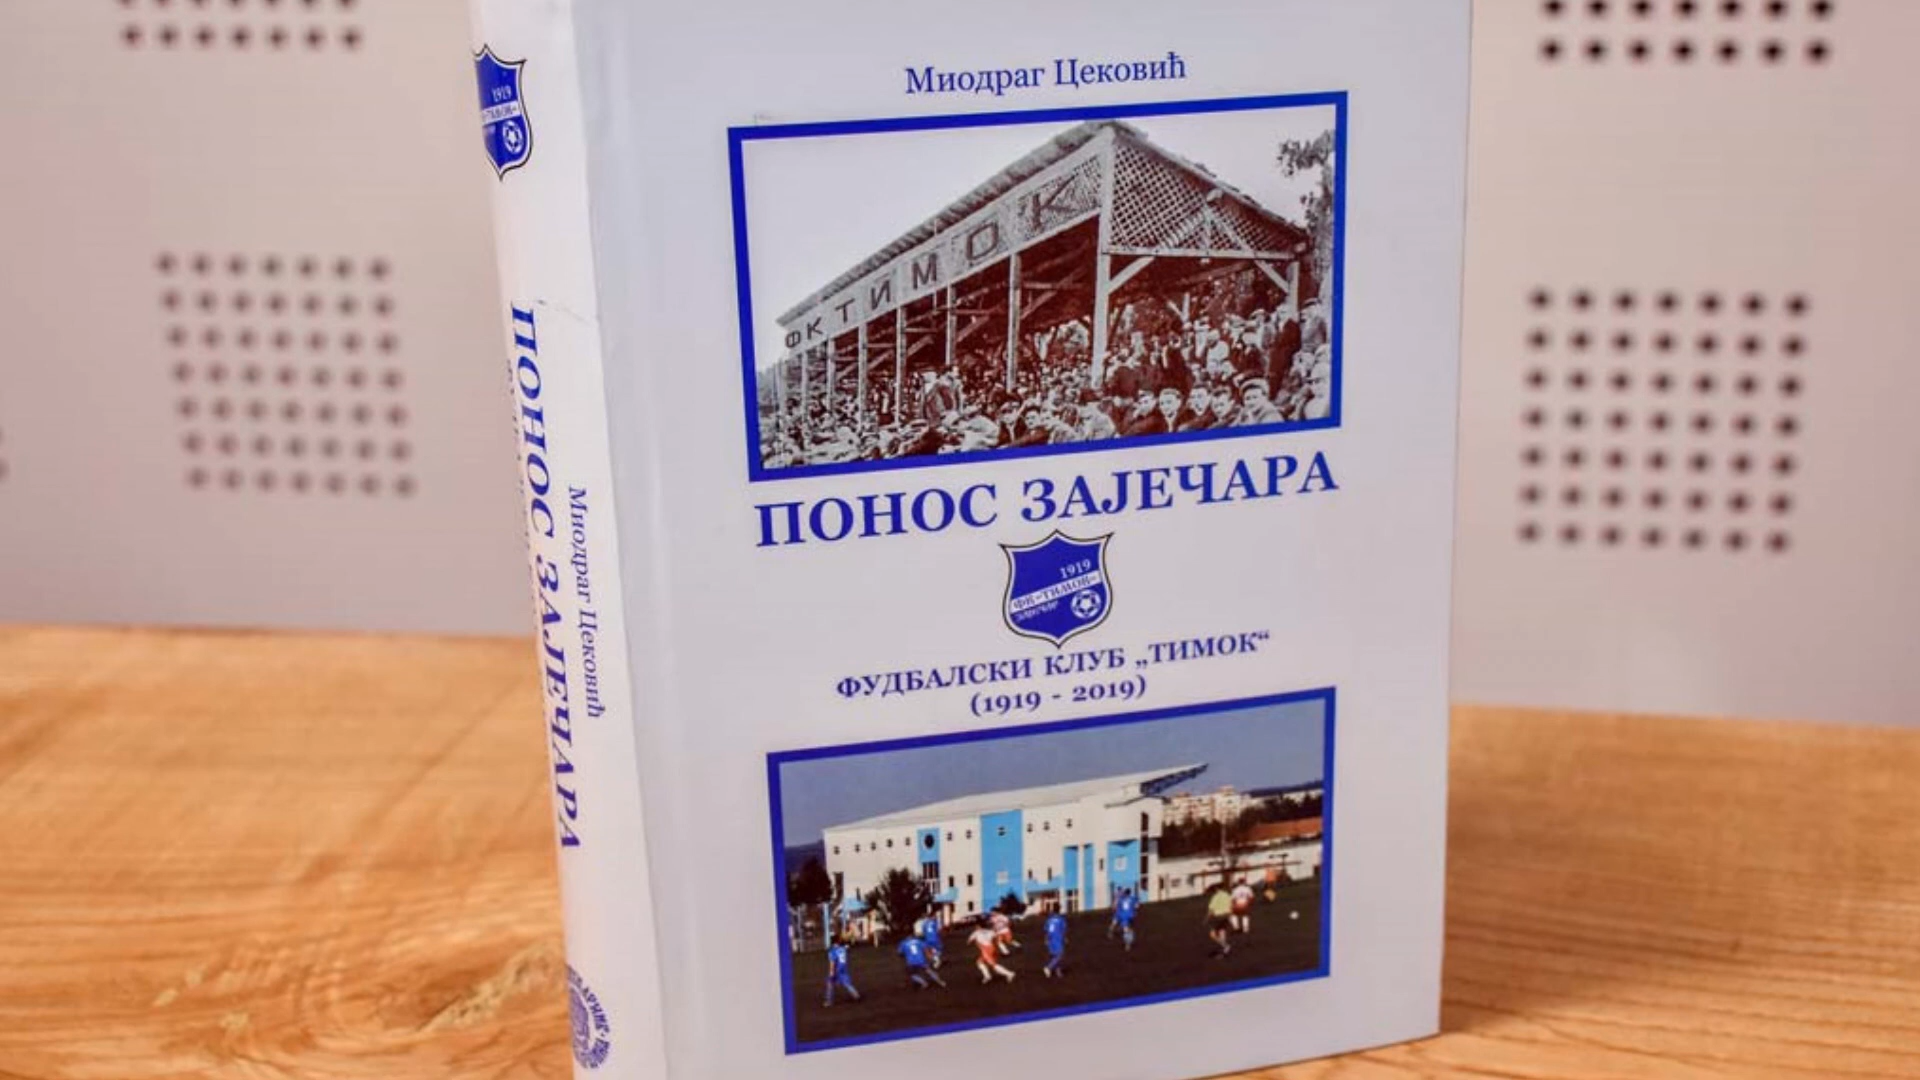 Миодраг Цековић
ФК ТИМОК
ПОНОС ЗАЈЕЧАРА
1919
ФК-ТИМОК-
ЗАЈЕЧАР
ФУДБАЛСКИ КЛУБ „ТИМОК“
(1919 - 2019)
1919
ПОНОС ЗАЈЕЧАРА
Миодраг Цековић